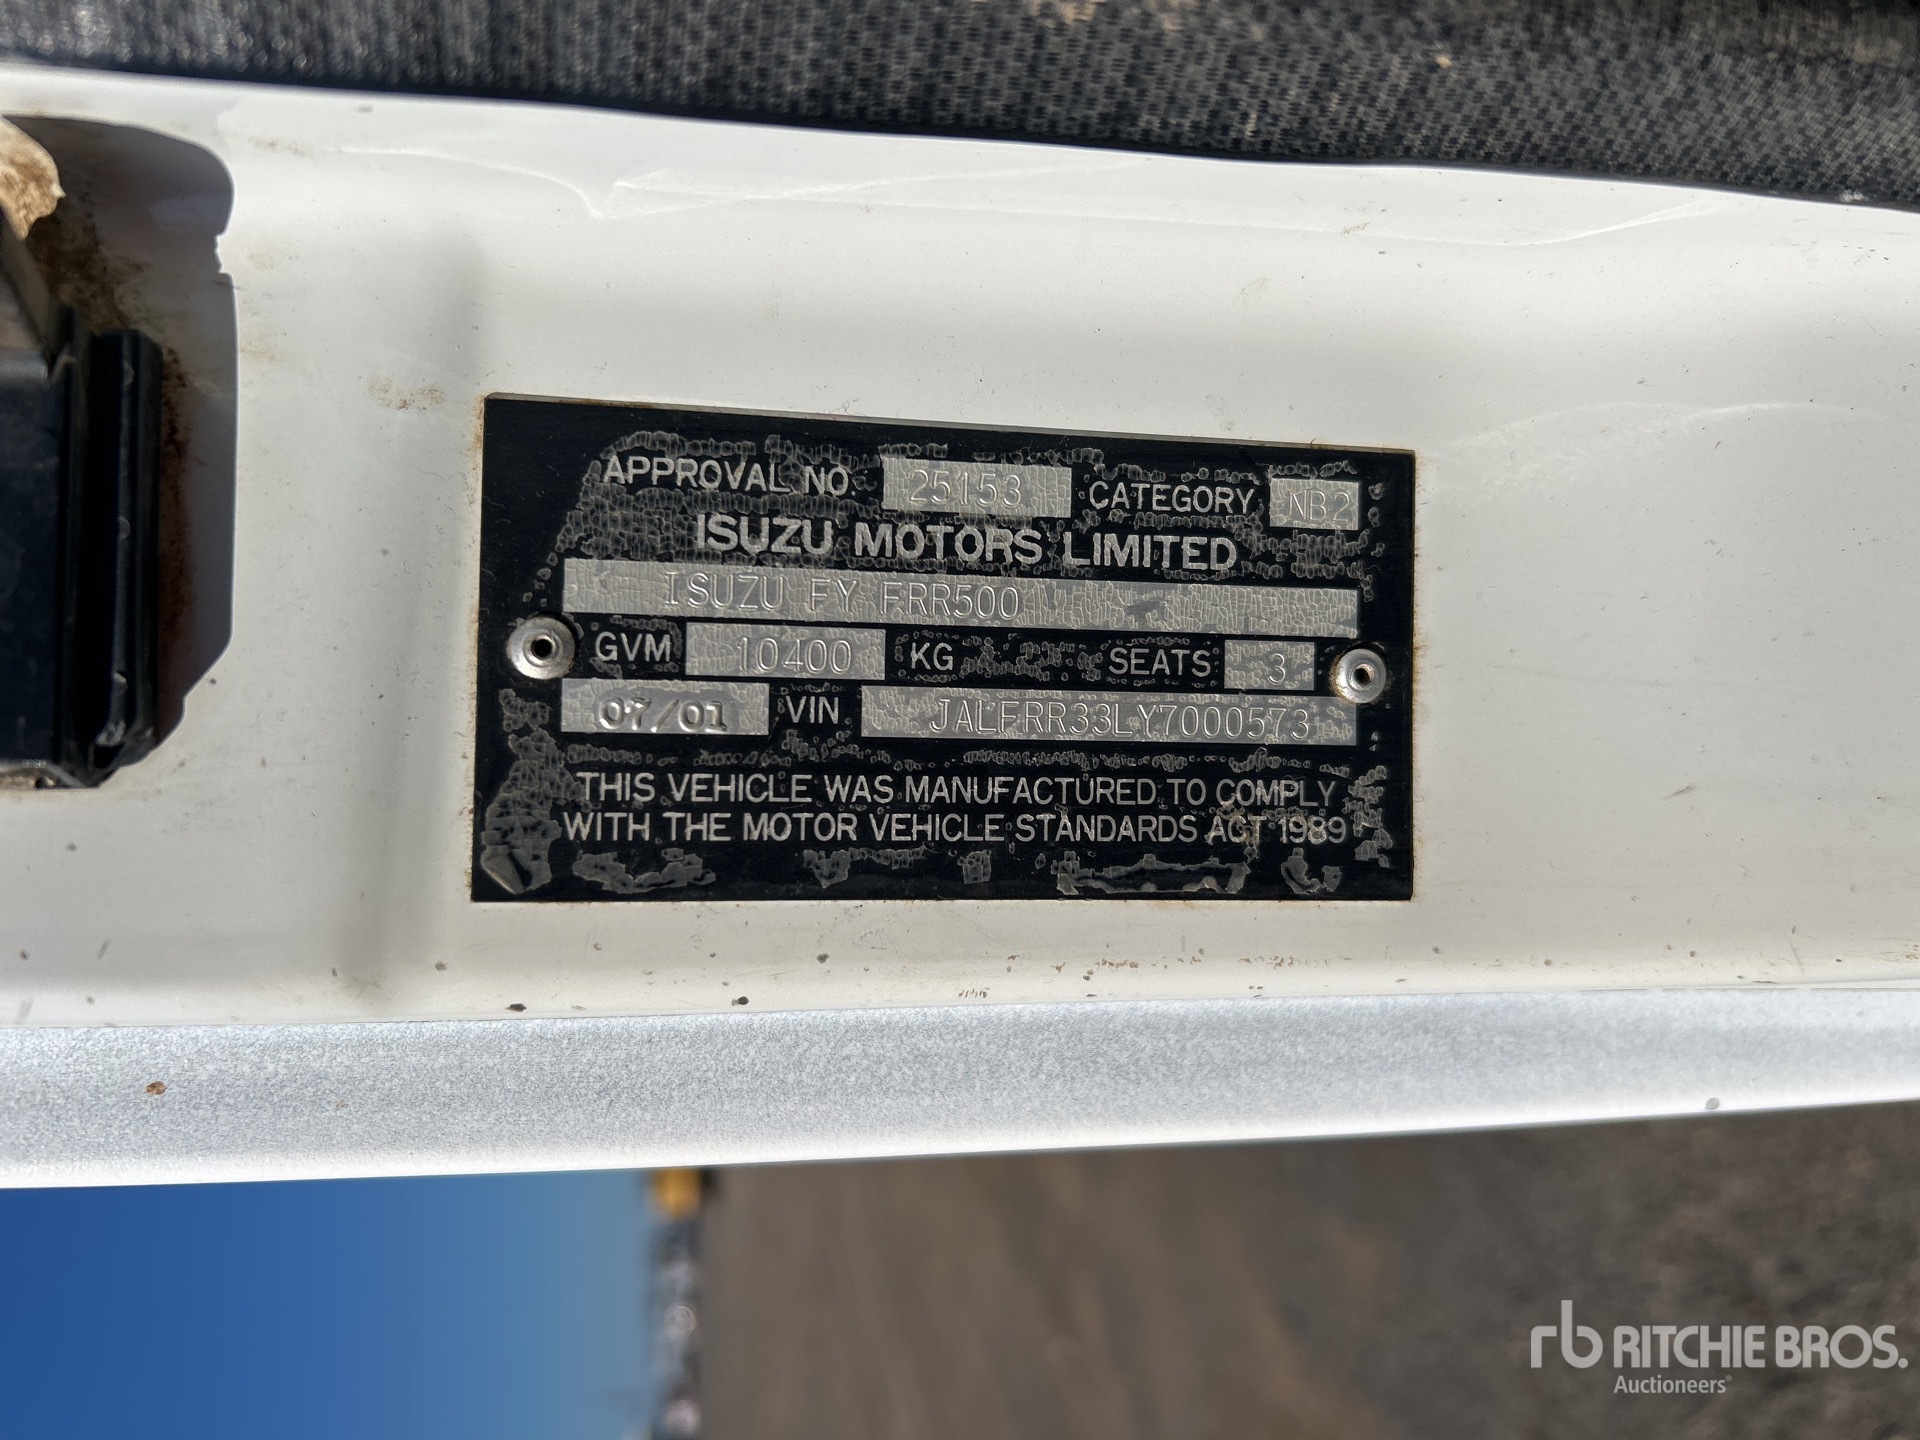 APPROVAL NO. 25153 CATEGORY NB2
ISUZU MOTORS LIMITED
ISUZU FY FRR500
GVM 10400 KG SEATS 3
07/01 VIN JALFRR33LY7000573
THIS VEHICLE WAS MANUFACTURED TO COMPLY
WITH THE MOTOR VEHICLE STANDARDS ACT 1989
rb RITCHIE BROS.
Auctioneers